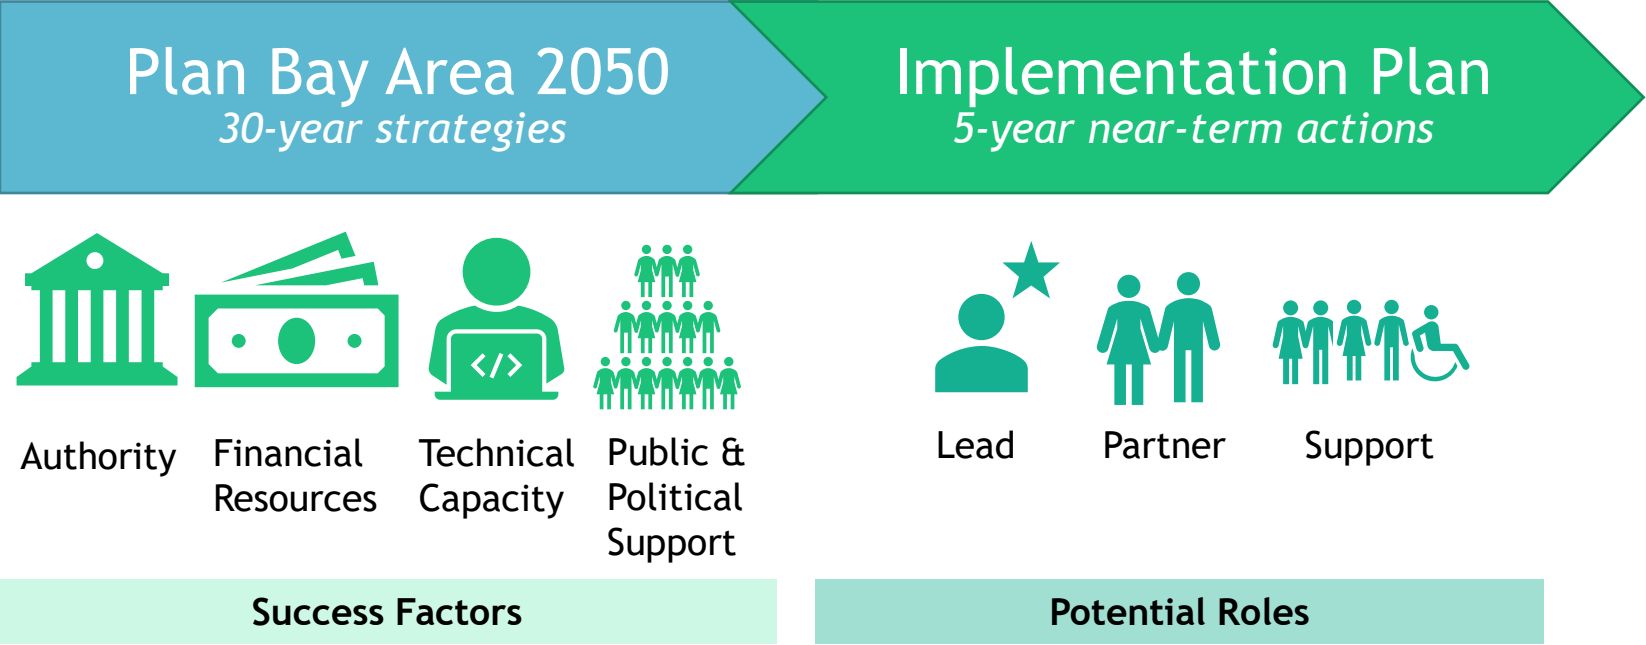 Plan Bay Area 2050
30-year strategies
Implementation Plan
5-year near-term actions
</>
Authority
Financial
Resources
Technical
Capacity
Public &
Political
Support
Lead
Partner
Support
Success Factors
Potential Roles